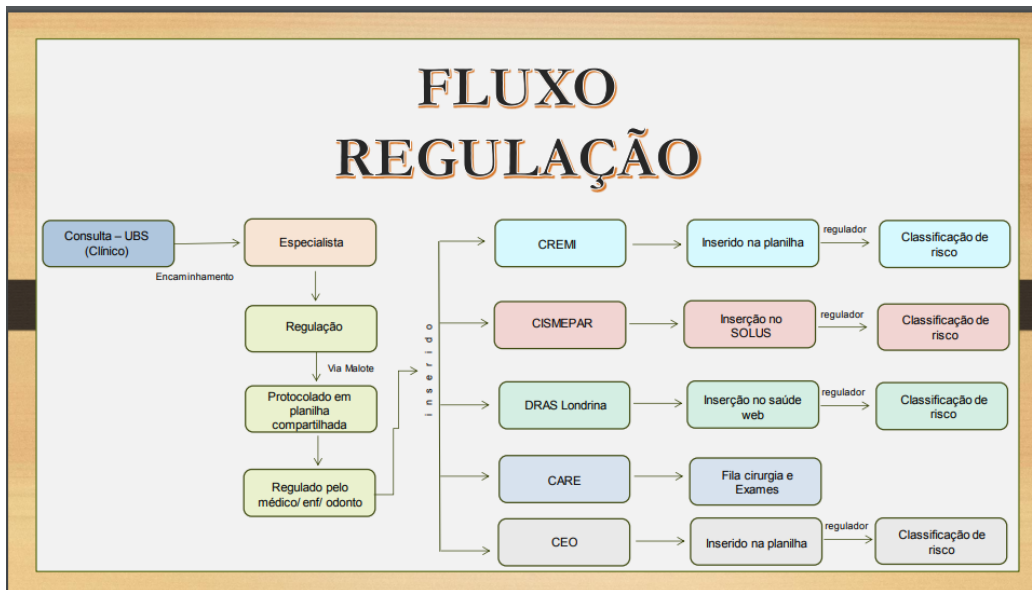 FLUXO
REGULAÇÃO
Consulta – UBS
(Clínico)
Encaminhamento
Especialista
Regulação
Via Malote
Protocolado em
planilha
compartilhada
Regulado pelo
médico/ enf/ odonto
inserido
CREMI
Inserido na planilha
regulador
Classificação de
risco
CISMEPAR
Inserção no
SOLUS
regulador
Classificação de
risco
DRAS Londrina
Inserção no saúde
web
regulador
Classificação de
risco
CARE
Fila cirurgia e
Exames
CEO
Inserido na planilha
regulador
Classificação de
risco